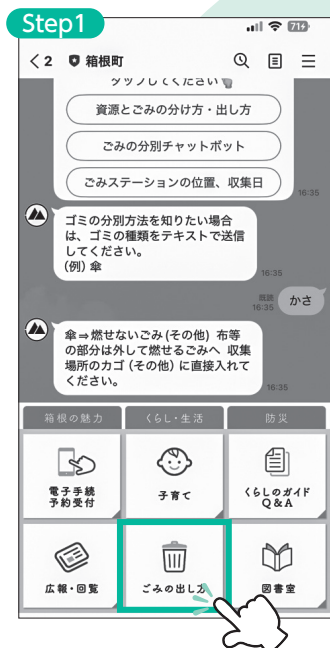 Step1
71
2 箱根町
タップしてください
資源とごみの分け方・出し方
ごみの分別チャットボット
ごみステーションの位置、収集日
16:35
ゴミの分別方法を知りたい場合
は、ゴミの種類をテキストで送信
してください。
(例) 傘
16:35
既読
16:35
かさ
傘⇒燃せないごみ(その他) 布等
の部分は外して燃せるごみへ 収集
場所のカゴ(その他)に直接入れて
ください。
16:35
箱根の魅力 くらし・生活 防災
電子手続
予約受付
子育て
くらしのガイド
Q&A
広報・回覧
ごみの出し方
図書室